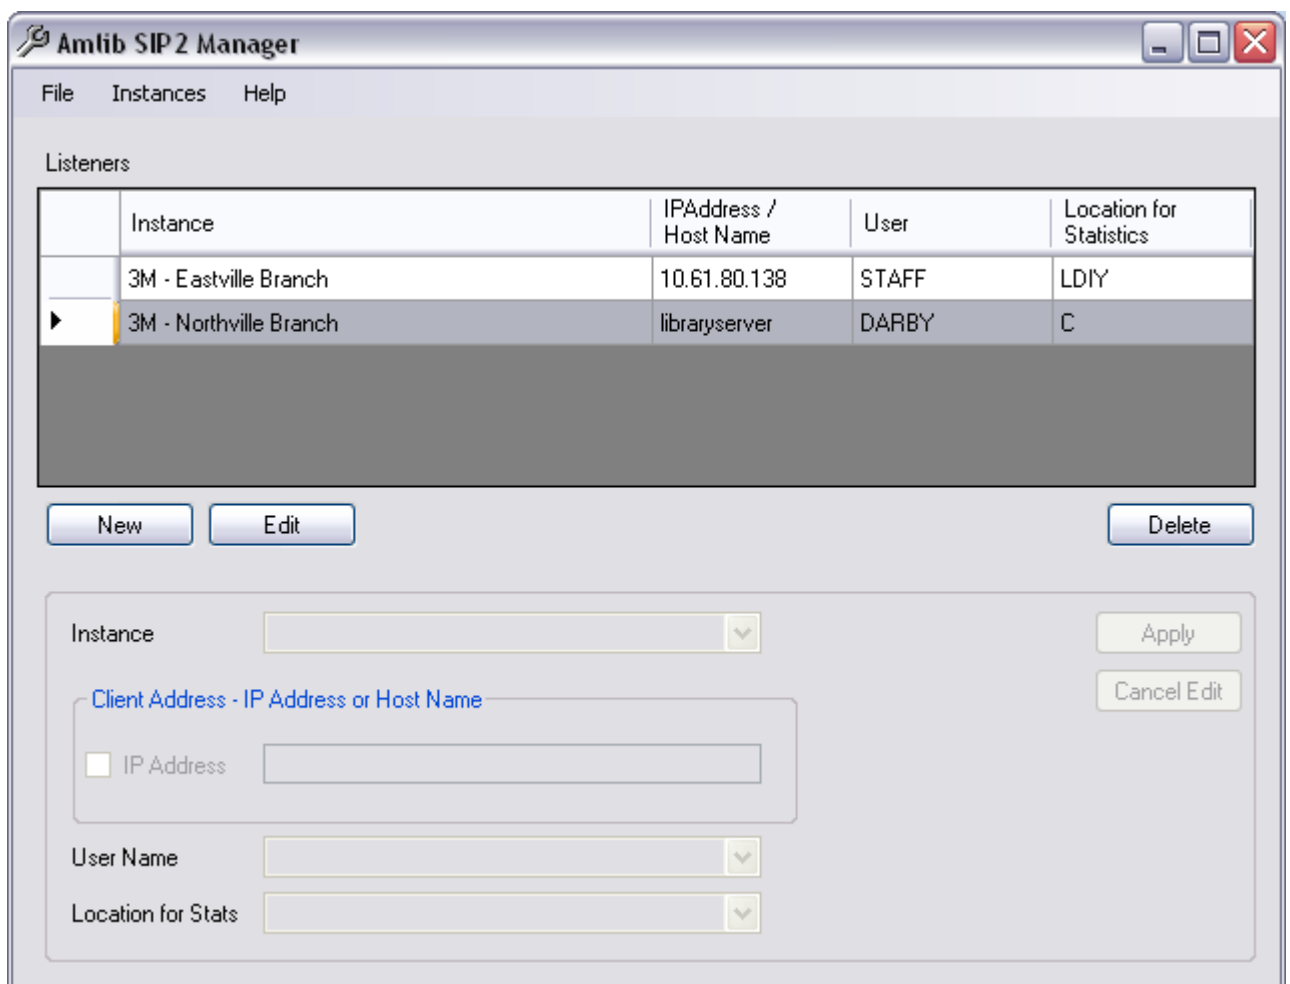 Amlib SIP2 Manager
File Instances Help
Listeners
Instance IPAddress / Host Name User Location for Statistics
3M - Eastville Branch 10.61.80.138 STAFF LDIY
3M - Northville Branch libraryserver DARBY C
New Edit Delete
Instance Apply
Client Address - IP Address or Host Name Cancel Edit
IP Address
User Name
Location for Stats